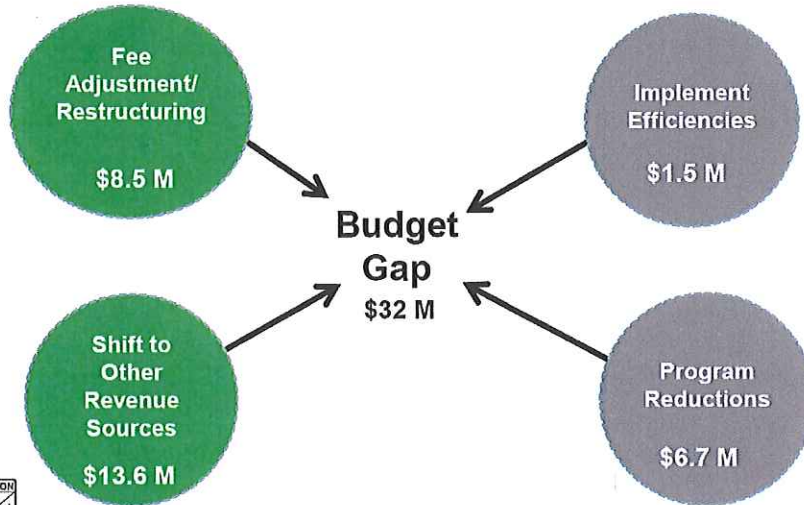 Fee
Adjustment/
Restructuring
$8.5 M
Implement
Efficiencies
$1.5 M
Budget
Gap
$32 M
Shift to
Other
Revenue
Sources
$13.6 M
Program
Reductions
$6.7 M